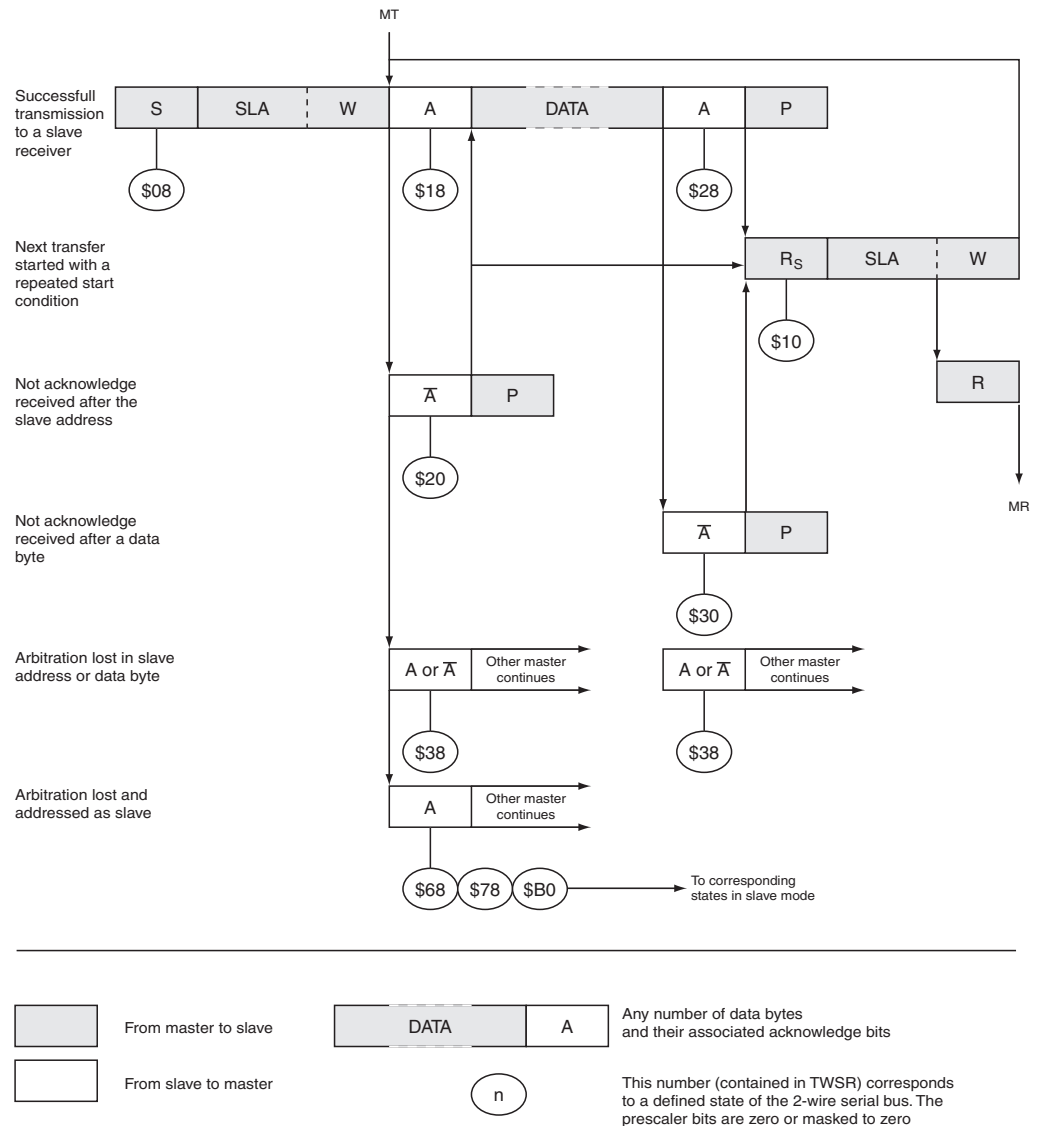 MT
Successfull
transmission
to a slave
receiver
S SLA W A DATA A P
$08 $18 $28
Next transfer
started with a
repeated start
condition
RS SLA W
$10
Not acknowledge
received after the
slave address
A̅ P
R
$20
MR
Not acknowledge
received after a data
byte
A̅ P
$30
Arbitration lost in slave
address or data byte
A or A̅
Other master
continues
A or A̅
Other master
continues
$38 $38
Arbitration lost and
addressed as slave
A
Other master
continues
$68 $78 $B0
To corresponding
states in slave mode
From master to slave
DATA A
Any number of data bytes
and their associated acknowledge bits
From slave to master
n
This number (contained in TWSR) corresponds
to a defined state of the 2-wire serial bus. The
prescaler bits are zero or masked to zero